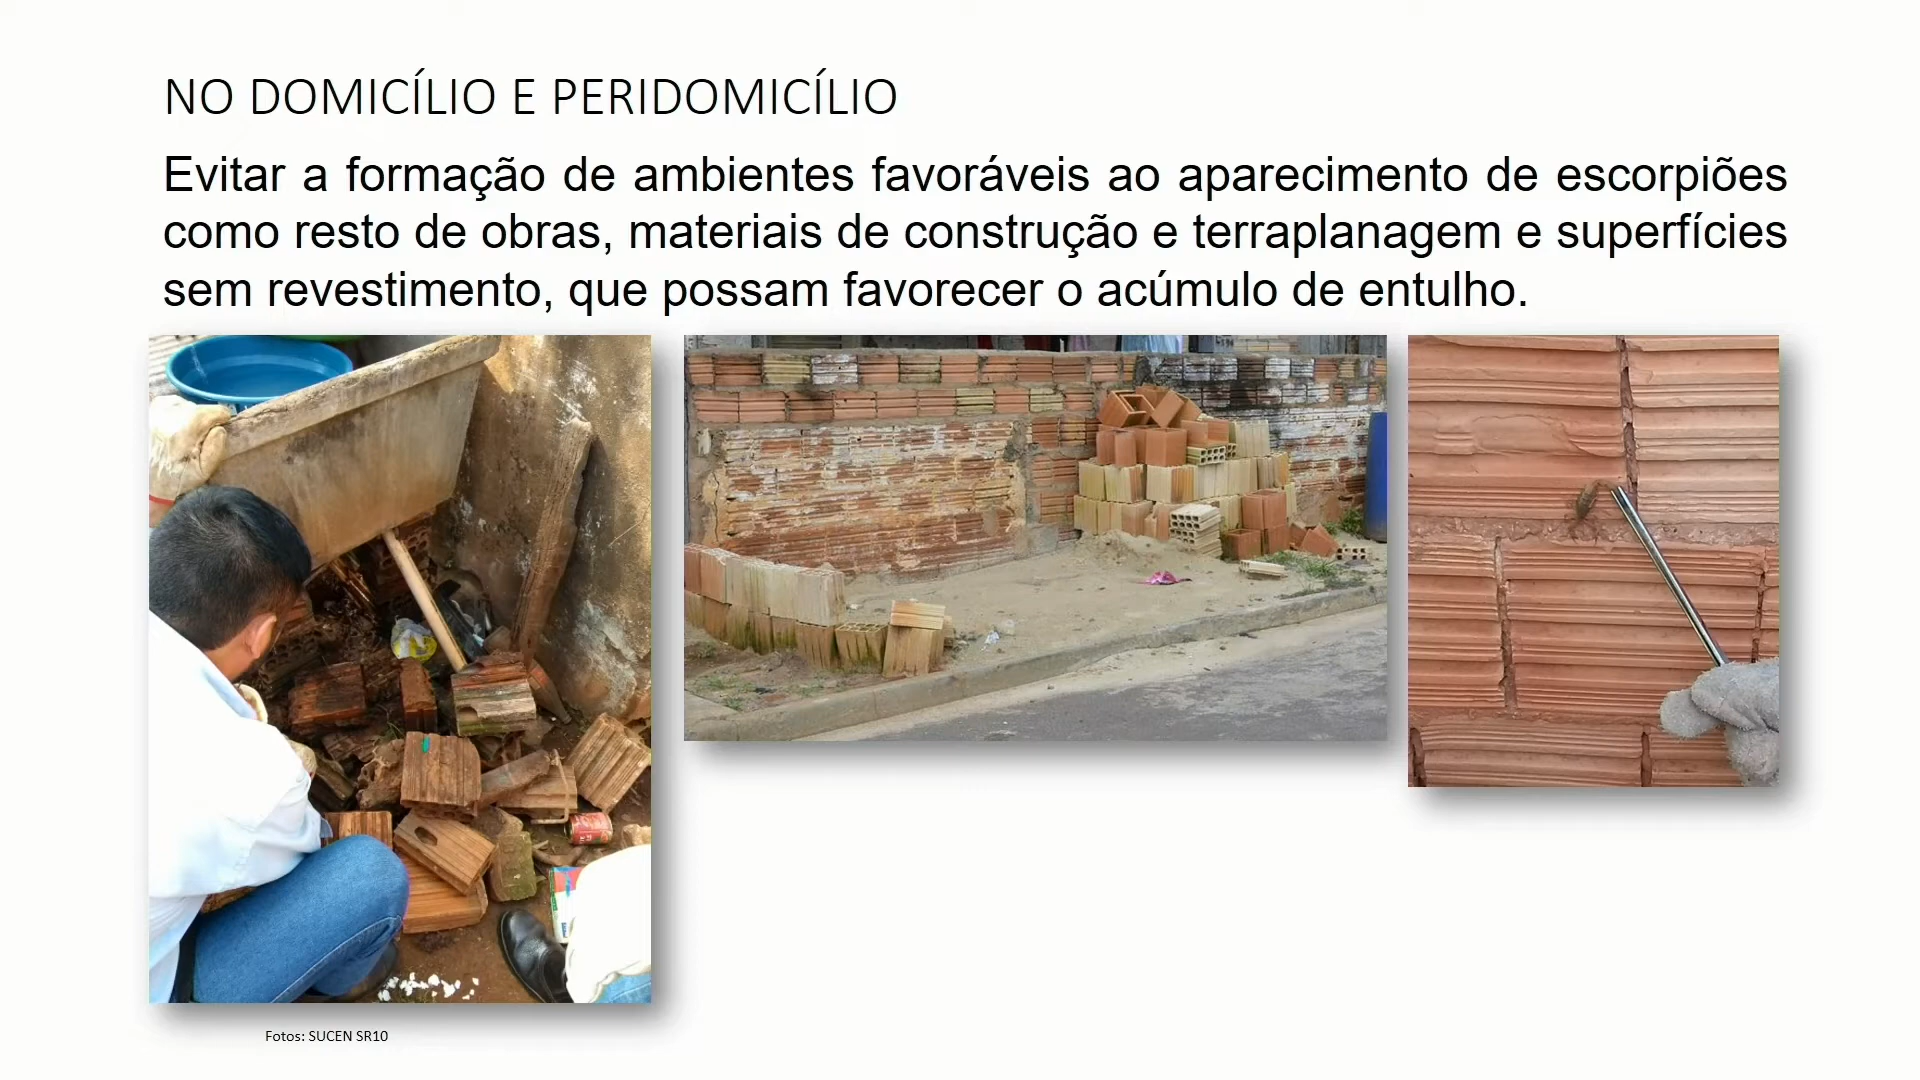 NO DOMICÍLIO E PERIDOMICÍLIO
Evitar a formação de ambientes favoráveis ao aparecimento de escorpiões
como resto de obras, materiais de construção e terraplanagem e superfícies
sem revestimento, que possam favorecer o acúmulo de entulho.
Fotos: SUCEN SR10